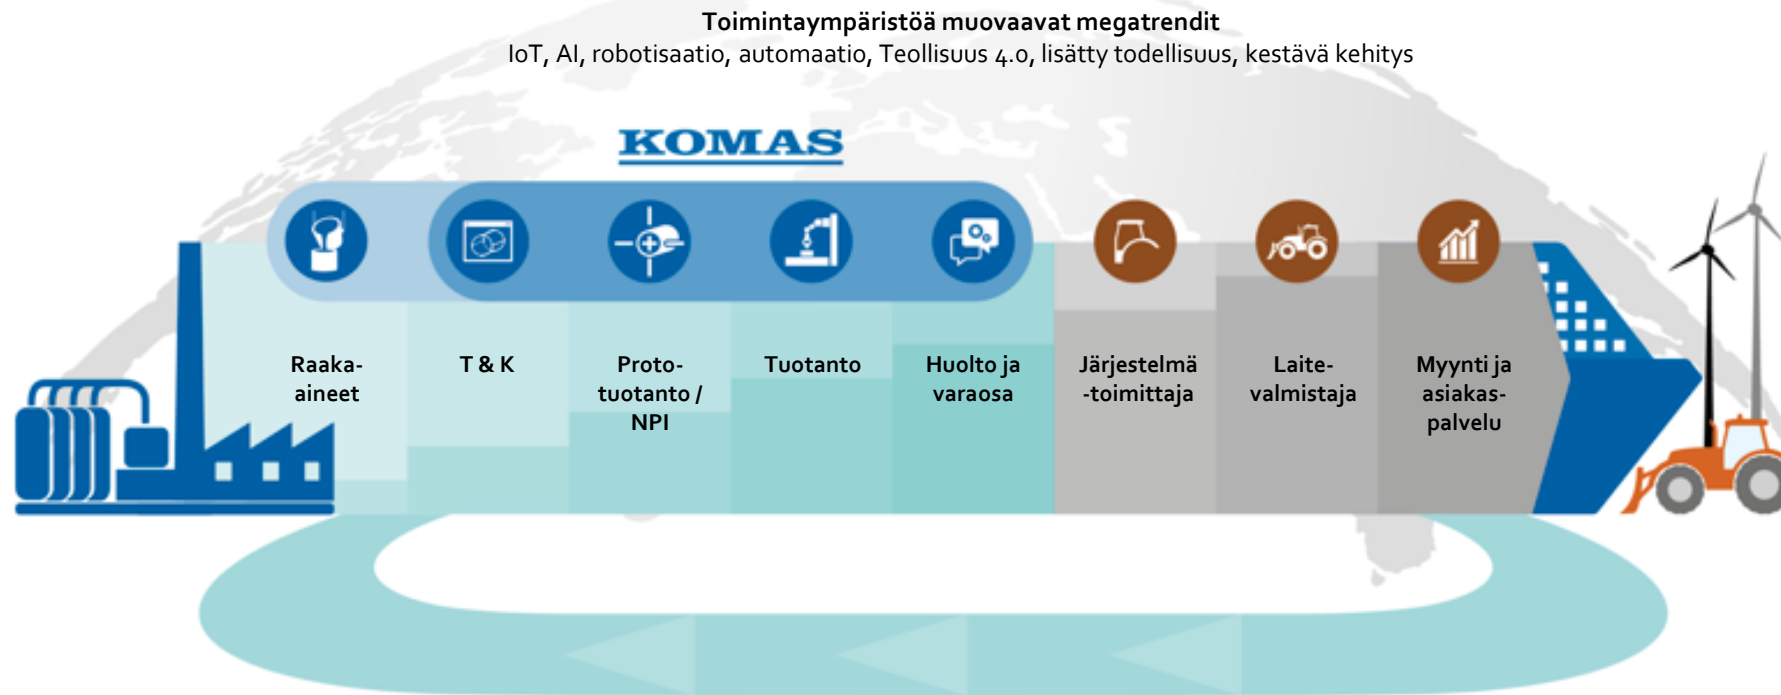 Toimintaympäristöä muovaavat megatrendit
IoT, AI, robotisaatio, automaatio, Teollisuus 4.0, lisätty todellisuus, kestävä kehitys
KOMAS
Raaka-
aineet
T & K
Proto-
tuotanto /
NPI
Tuotanto
Huolto ja
varaosa
Järjestelmä
-toimittaja
Laite-
valmistaja
Myynti ja
asiakas-
palvelu